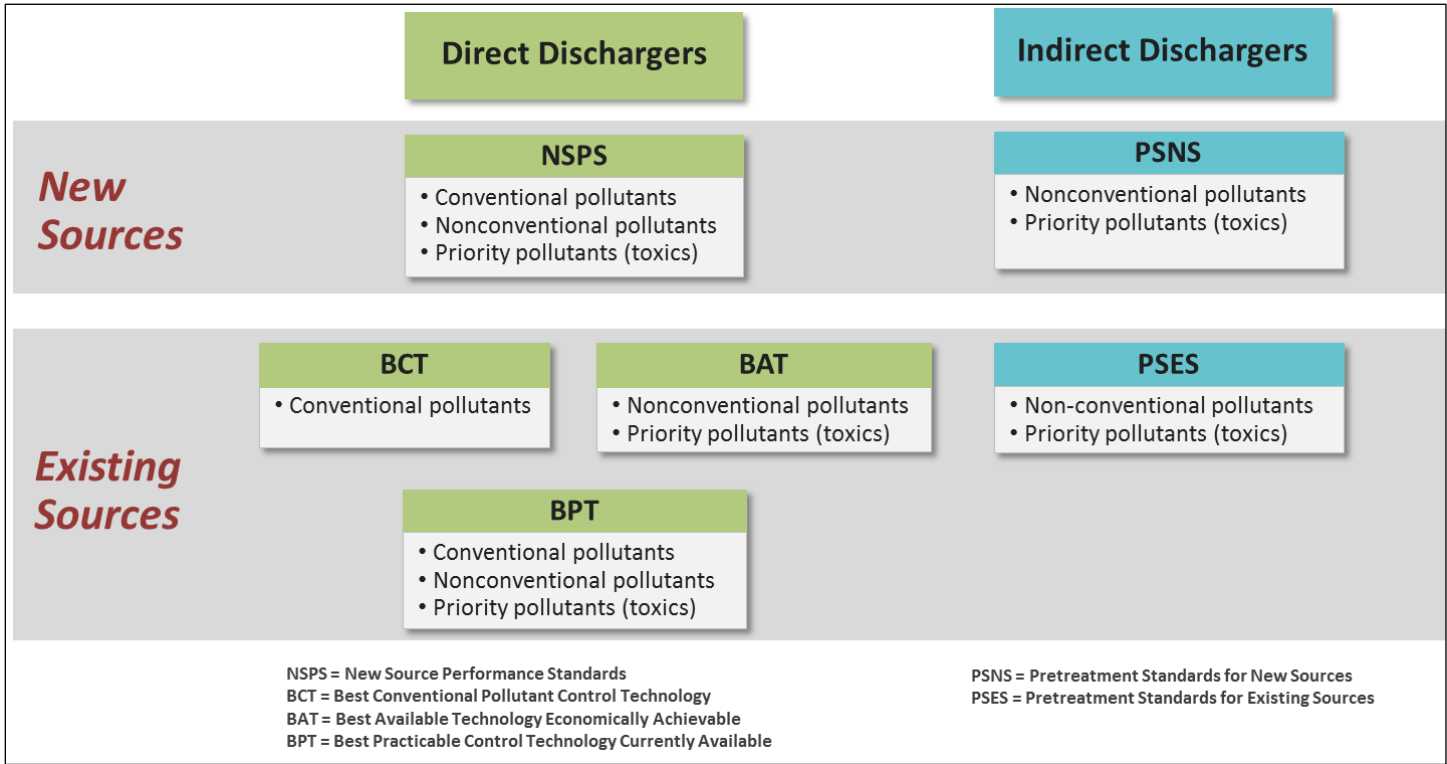 Direct Dischargers
Indirect Dischargers
New
Sources
NSPS
• Conventional pollutants
• Nonconventional pollutants
• Priority pollutants (toxics)
PSNS
• Nonconventional pollutants
• Priority pollutants (toxics)
Existing
Sources
BCT
• Conventional pollutants
BAT
• Nonconventional pollutants
• Priority pollutants (toxics)
PSES
• Non-conventional pollutants
• Priority pollutants (toxics)
BPT
• Conventional pollutants
• Nonconventional pollutants
• Priority pollutants (toxics)
NSPS = New Source Performance Standards
BCT = Best Conventional Pollutant Control Technology
BAT = Best Available Technology Economically Achievable
BPT = Best Practicable Control Technology Currently Available
PSNS = Pretreatment Standards for New Sources
PSES = Pretreatment Standards for Existing Sources